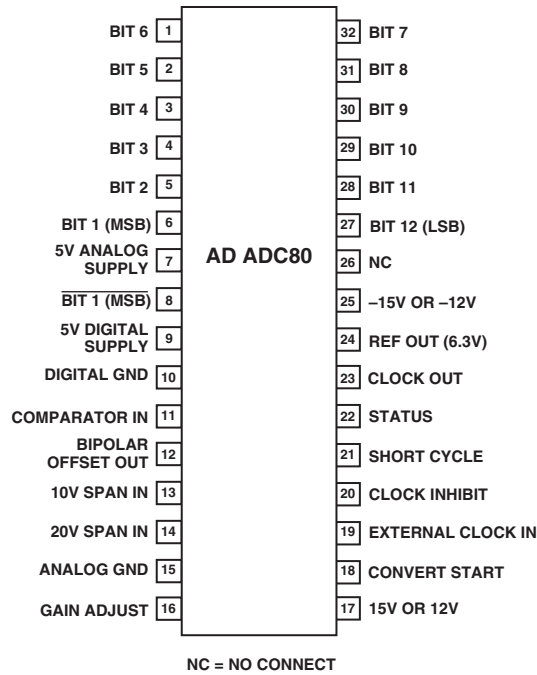 BIT 6 1
BIT 5 2
BIT 4 3
BIT 3 4
BIT 2 5
BIT 1 (MSB) 6
5V ANALOG
SUPPLY 7
BIT 1 (MSB) 8
5V DIGITAL
SUPPLY 9
DIGITAL GND 10
COMPARATOR IN 11
BIPOLAR
OFFSET OUT 12
10V SPAN IN 13
20V SPAN IN 14
ANALOG GND 15
GAIN ADJUST 16
AD ADC80
32 BIT 7
31 BIT 8
30 BIT 9
29 BIT 10
28 BIT 11
27 BIT 12 (LSB)
26 NC
25 –15V OR –12V
24 REF OUT (6.3V)
23 CLOCK OUT
22 STATUS
21 SHORT CYCLE
20 CLOCK INHIBIT
19 EXTERNAL CLOCK IN
18 CONVERT START
17 15V OR 12V
NC = NO CONNECT